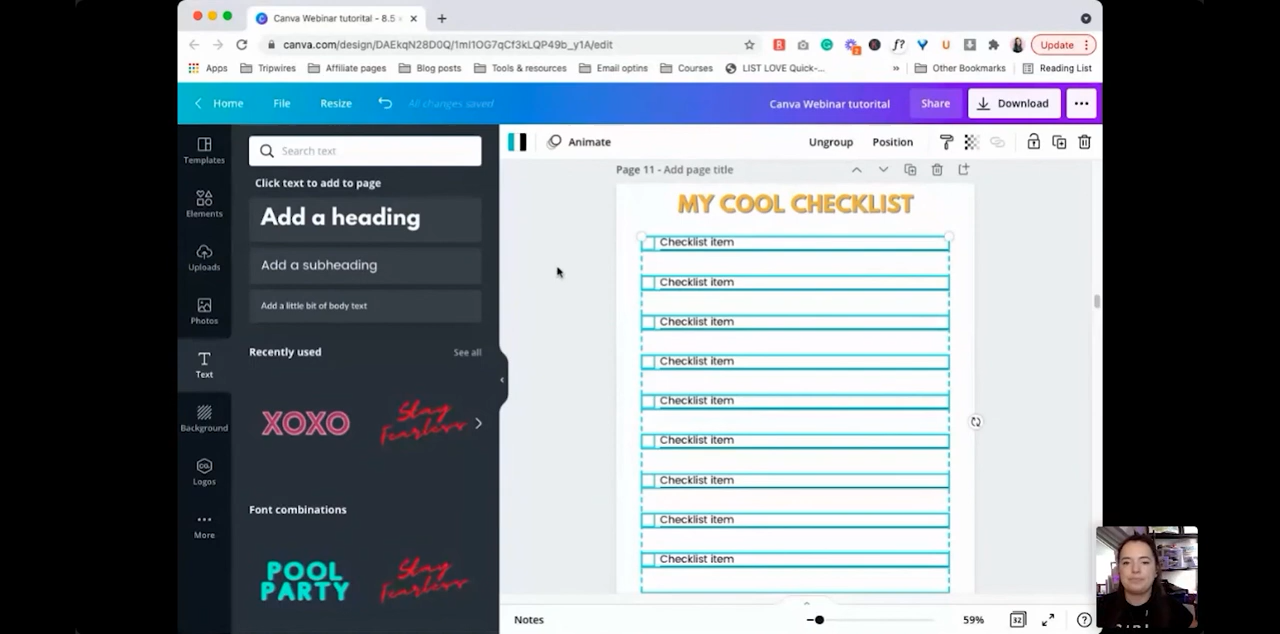 Canva Webinar tutorital - 8.5
canva.com/design/DAEkqN28D0Q/1mI1OG7qCf3kLQP49b_y1A/edit
Update
Apps
Tripwires
Affiliate pages
Blog posts
Tools & resources
Email optins
Courses
LIST LOVE Quick-...
Other Bookmarks
Reading List
Home
File
Resize
All changes saved
Canva Webinar tutorital
Share
Download
Templates
Elements
Uploads
Photos
Text
Background
Logos
More
Search text
Click text to add to page
Add a heading
Add a subheading
Add a little bit of body text
Recently used
See all
XOXO
Stay
Fearless
Font combinations
POOL
PARTY
Stay
Fearless
Animate
Ungroup
Position
Page 11 - Add page title
MY COOL CHECKLIST
Checklist item
Checklist item
Checklist item
Checklist item
Checklist item
Checklist item
Checklist item
Checklist item
Checklist item
Notes
59%
32